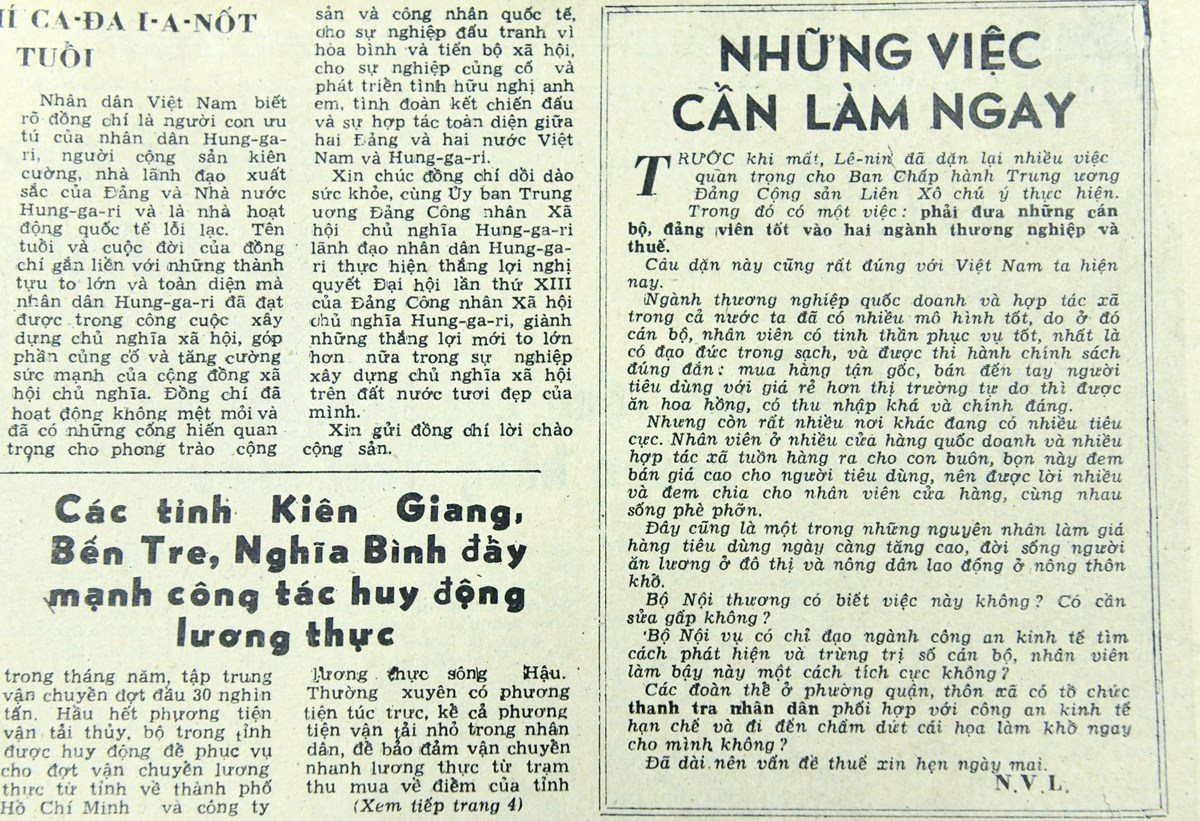 Í CA-ĐA I-A-NỐT
TUỔI
Nhân dân Việt Nam biết
rõ đồng chí là người con ưu
tú của nhân dân Hung-ga-
ri, người cộng sản kiên
cường, nhà lãnh đạo xuất
sắc của Đảng và Nhà nước
Hung-ga-ri và là nhà hoạt
động quốc tế lỗi lạc. Tên
tuổi và cuộc đời của đồng
chí gắn liền với những thành
tựu to lớn và toàn diện mà
nhân dân Hung-ga-ri đã đạt
được trong công cuộc xây
dựng chủ nghĩa xã hội, góp
phần củng cố và tăng cường
sức mạnh của cộng đồng xã
hội chủ nghĩa. Đồng chí đã
hoạt động không mệt mỏi và
đã có những cống hiến quan
trọng cho phong trào cộng
sản và công nhân quốc tế,
cho sự nghiệp đấu tranh vì
hòa bình và tiến bộ xã hội,
cho sự nghiệp củng cố và
phát triển tình hữu nghị anh
em, tình đoàn kết chiến đấu
và sự hợp tác toàn diện giữa
hai Đảng và hai nước Việt
Nam và Hung-ga-ri.
Xin chúc đồng chí dồi dào
sức khỏe, cùng Ủy ban Trung
ương Đảng Công nhân Xã
hội chủ nghĩa Hung-ga-ri
lãnh đạo nhân dân Hung-ga-
ri thực hiện thắng lợi nghị
quyết Đại hội lần thứ XIII
của Đảng Công nhân Xã hội
chủ nghĩa Hung-ga-ri, giành
những thắng lợi mới to lớn
hơn nữa trong sự nghiệp
xây dựng chủ nghĩa xã hội
trên đất nước tươi đẹp của
mình.
Xin gửi đồng chí lời chào
cộng sản.
Các tỉnh Kiên Giang,
Bến Tre, Nghĩa Bình đẩy
mạnh công tác huy động
lương thực
trong tháng năm, tập trung
vận chuyển đợt đầu 30 nghìn
tấn. Hầu hết phương tiện
vận tải thủy, bộ trong tỉnh
được huy động để phục vụ
cho đợt vận chuyển lương
thực từ tỉnh về thành phố
Hồ Chí Minh và công ty
lương thực sông Hậu.
Thường xuyên có phương
tiện túc trực, kể cả phương
tiện vận tải nhỏ trong nhân
dân, để bảo đảm vận chuyển
nhanh lương thực từ trạm
thu mua về điểm của tỉnh
(Xem tiếp trang 4)
NHỮNG VIỆC
CẦN LÀM NGAY
TRƯỚC khi mất, Lê-nin đã dặn lại nhiều việc
quan trọng cho Ban Chấp hành Trung ương
Đảng Cộng sản Liên Xô chú ý thực hiện.
Trong đó có một việc: phải đưa những cán
bộ, đảng viên tốt vào hai ngành thương nghiệp và
thuế.
Câu dặn này cũng rất đúng với Việt Nam ta hiện
nay.
Ngành thương nghiệp quốc doanh và hợp tác xã
trong cả nước ta đã có nhiều mô hình tốt, do ở đó
cán bộ, nhân viên có tinh thần phục vụ tốt, nhất là
có đạo đức trong sạch, và được thi hành chính sách
đúng đắn: mua hàng tận gốc, bán đến tay người
tiêu dùng với giá rẻ hơn thị trường tự do thì được
ăn hoa hồng, có thu nhập khá và chính đáng.
Nhưng còn rất nhiều nơi khác đang có nhiều tiêu
cực. Nhân viên ở nhiều cửa hàng quốc doanh và nhiều
hợp tác xã tuồn hàng ra cho con buôn, bọn này đem
bán giá cao cho người tiêu dùng, nên được lời nhiều
và đem chia cho nhân viên cửa hàng, cùng nhau
sống phè phỡn.
Đây cũng là một trong những nguyên nhân làm giá
hàng tiêu dùng ngày càng tăng cao, đời sống người
ăn lương ở đô thị và nông dân lao động ở nông thôn
khổ.
Bộ Nội thương có biết việc này không? Có cần
sửa gấp không?
Bộ Nội vụ có chỉ đạo ngành công an kinh tế tìm
cách phát hiện và trừng trị số cán bộ, nhân viên
làm bậy này một cách tích cực không?
Các đoàn thể ở phường quận, thôn xã có tổ chức
thanh tra nhân dân phối hợp với công an kinh tế
hạn chế và đi đến chấm dứt cái họa làm khổ ngay
cho mình không?
Đã dài nên vấn đề thuế xin hẹn ngày mai.
N.V.L.